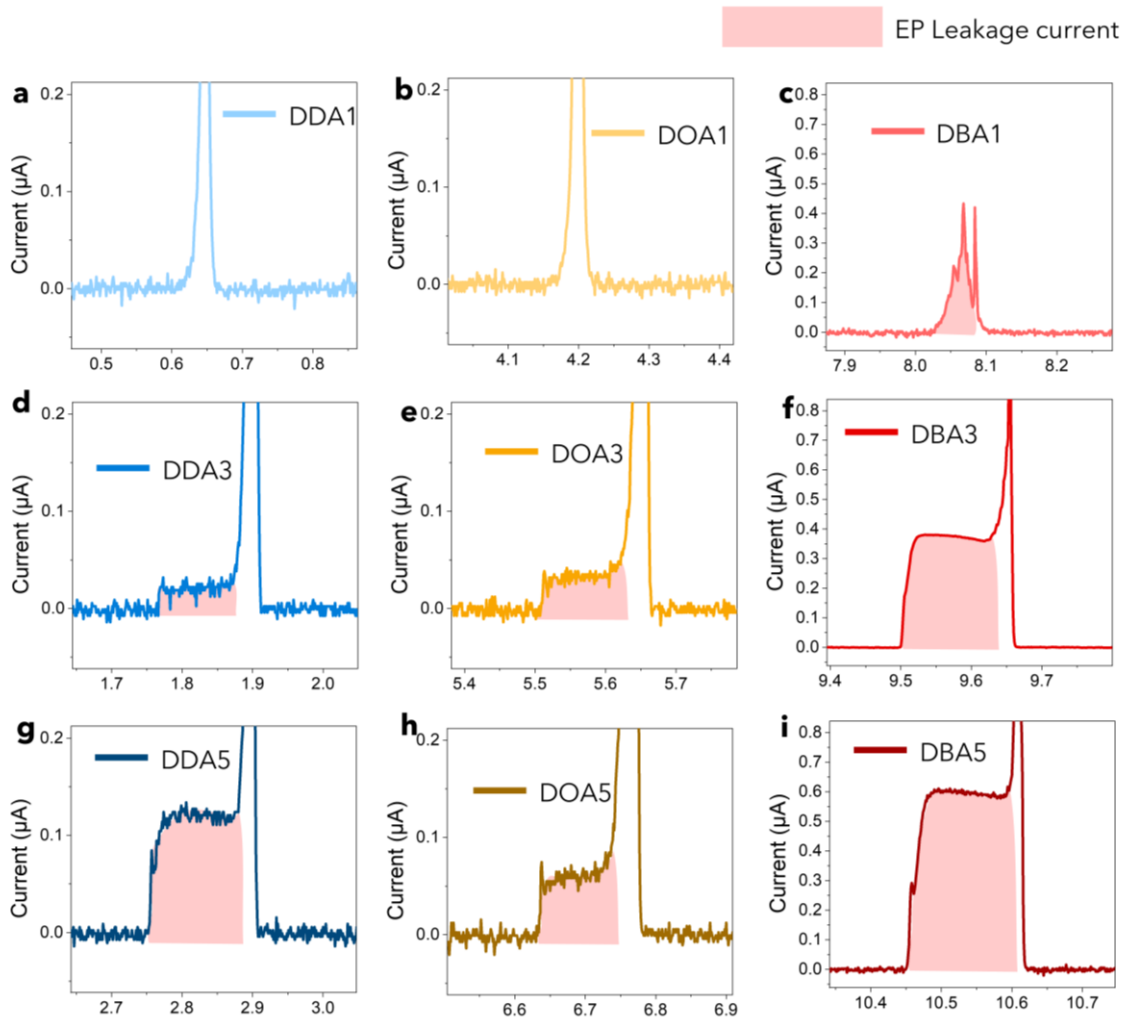 EP Leakage current
a
DDA1
Current (μA)
0.2
0.1
0.0
0.5 0.6 0.7 0.8
b
DOA1
Current (μA)
0.2
0.1
0.0
4.1 4.2 4.3 4.4
c
DBA1
Current (μA)
0.8
0.7
0.6
0.5
0.4
0.3
0.2
0.1
0.0
7.9 8.0 8.1 8.2
d
DDA3
Current (μA)
0.2
0.1
0.0
1.7 1.8 1.9 2.0
e
DOA3
Current (μA)
0.2
0.1
0.0
5.4 5.5 5.6 5.7
f
DBA3
Current (μA)
0.8
0.7
0.6
0.5
0.4
0.3
0.2
0.1
0.0
9.4 9.5 9.6 9.7
g
DDA5
Current (μA)
0.2
0.1
0.0
2.7 2.8 2.9 3.0
h
DOA5
Current (μA)
0.2
0.1
0.0
6.6 6.7 6.8 6.9
i
DBA5
Current (μA)
0.8
0.7
0.6
0.5
0.4
0.3
0.2
0.1
0.0
10.4 10.5 10.6 10.7